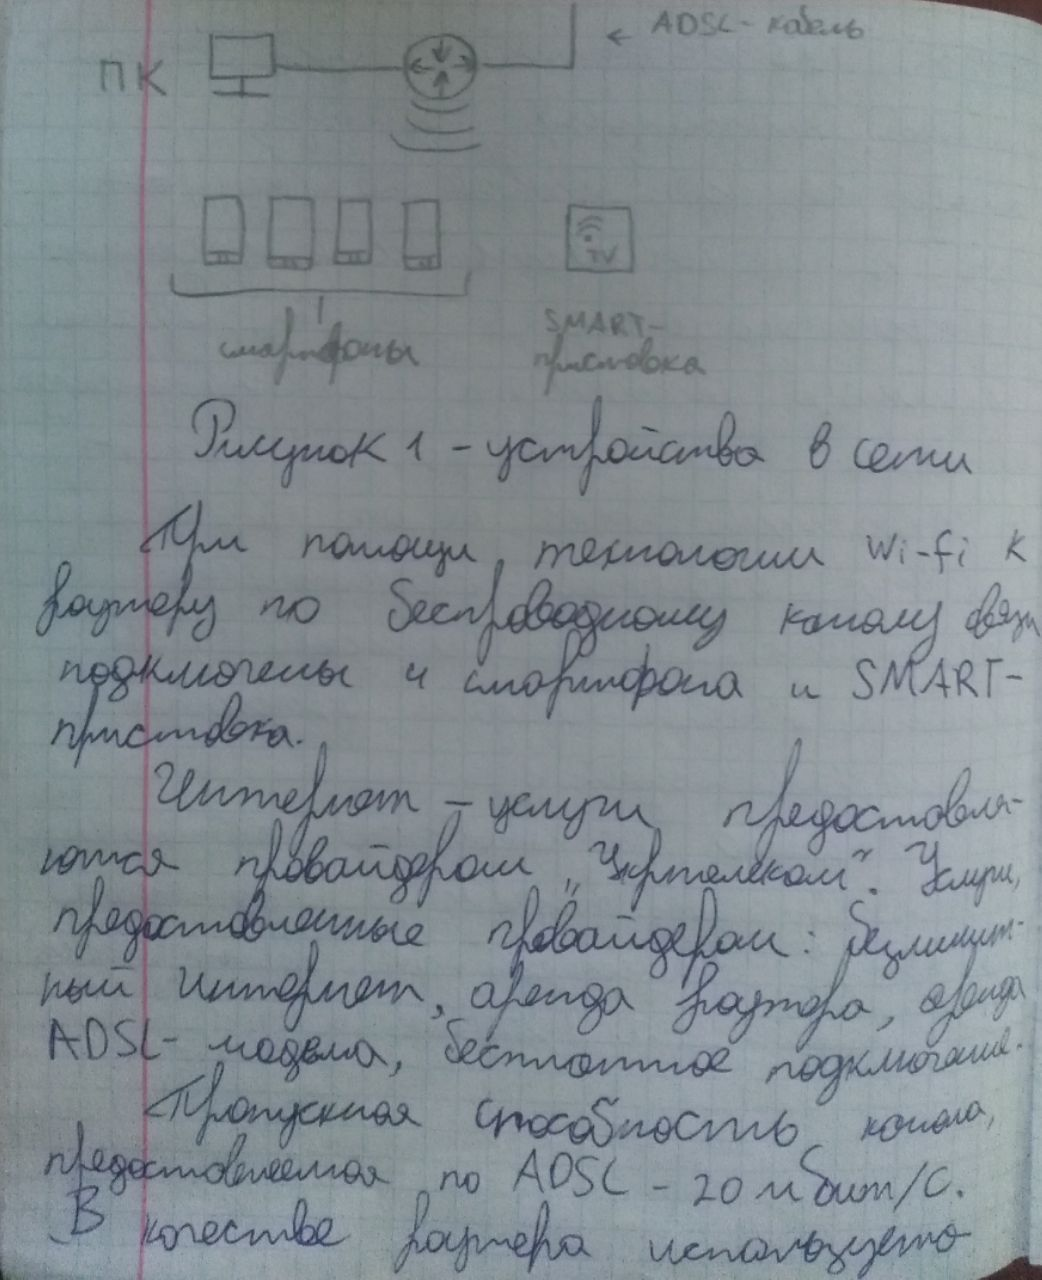 ADSL-кабель
ПК
TV
смартфоны
SMART-
приставка
Рисунок 1 - устройства в сети
При помощи технологии Wi-fi к
роутеру по беспроводному каналу связи
подключены 4 смартфона и SMART-
приставка.
Интернет - услуги предоставля-
ются провайдером „Укртелеком“. Услуги,
предоставленные провайдером: безлимит-
ный интернет, аренда роутера, аренда
ADSL- модема, бесплатное подключение.
Пропускная способность канала,
предоставляемая по ADSL - 20 мбит/с.
В качестве роутера используето